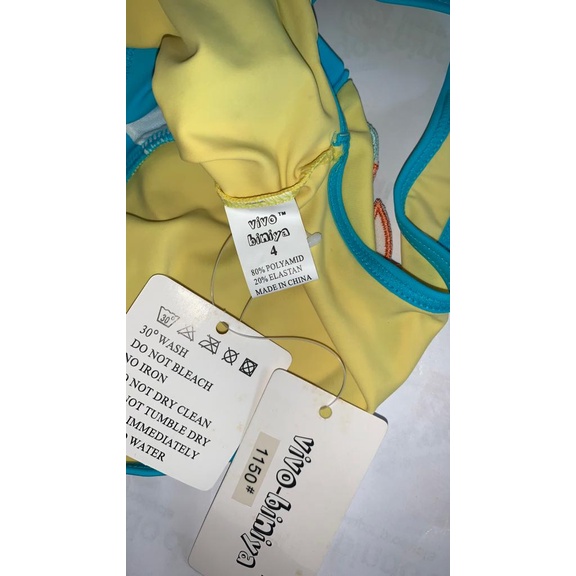 vivo™
biniya
4
80% POLYAMID
20% ELASTAN
MADE IN CHINA
30°
30° WASH
DO NOT BLEACH
NO IRON
NOT DRY CLEAN
TUMBLE DRY
IMMEDIATELY
WATER
vivo-biniya
1150#